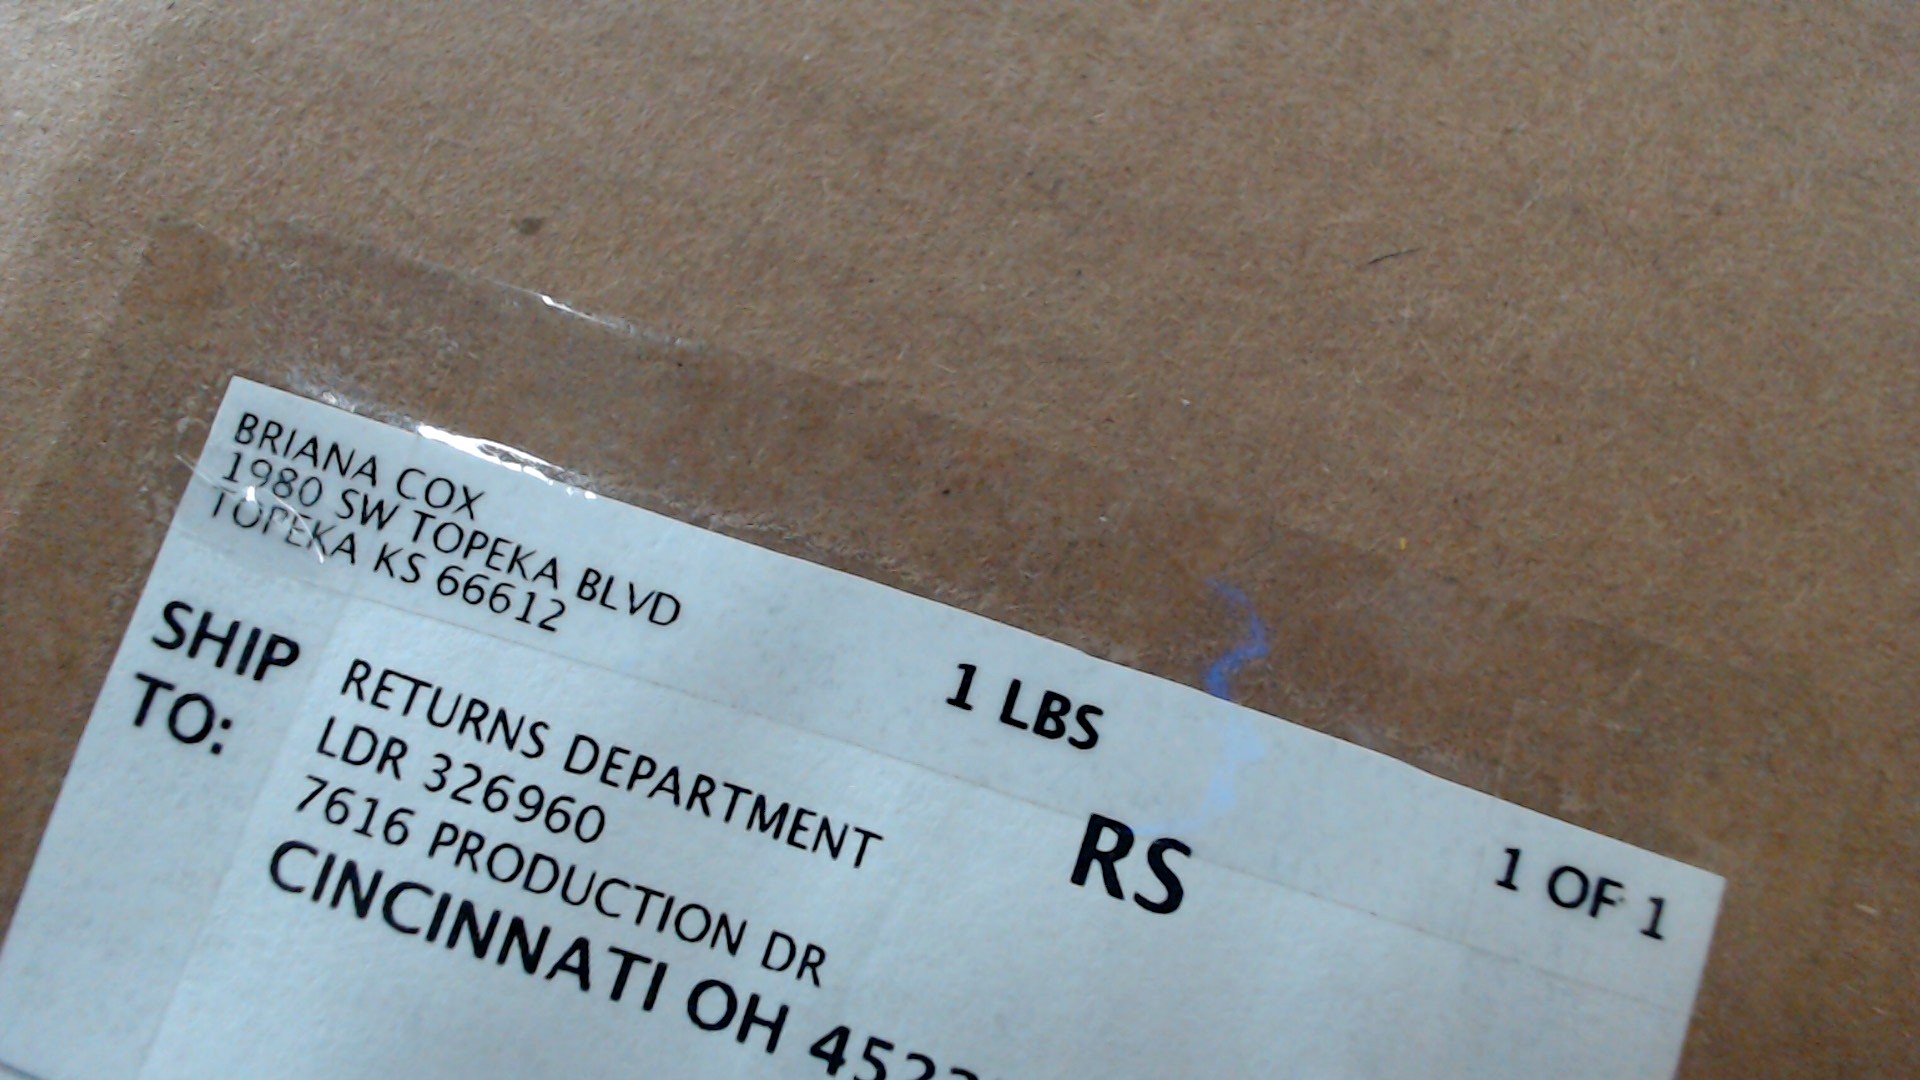 BRIANA COX
1980 SW TOPEKA BLVD
TOPEKA KS 66612
1 LBS
1 OF 1
SHIP
TO:
RETURNS DEPARTMENT
LDR 326960
7616 PRODUCTION DR
RS
CINCINNATI OH